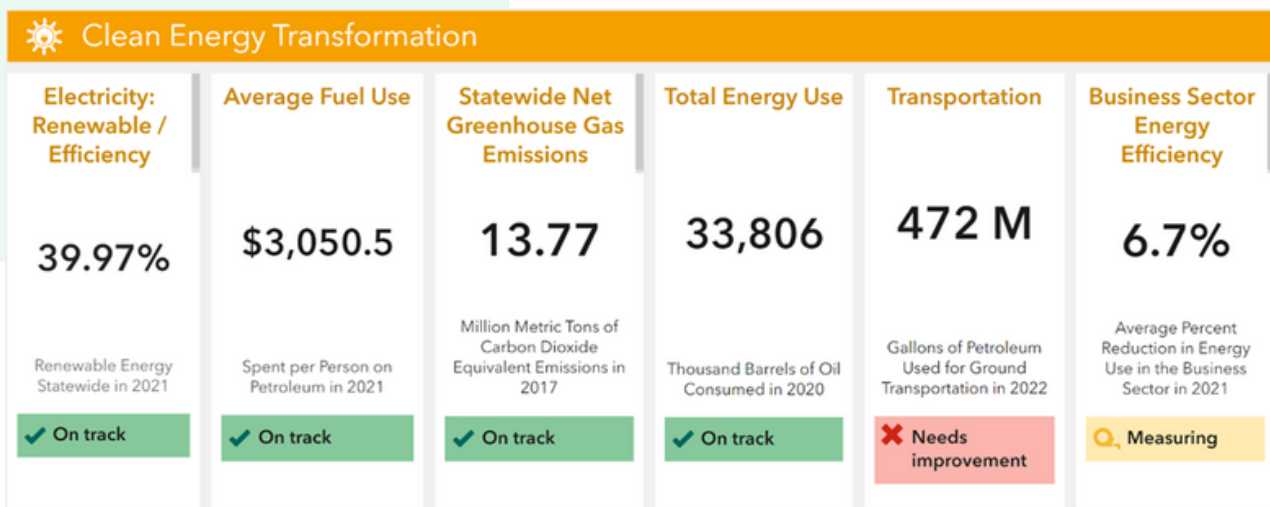 Clean Energy Transformation
Electricity:
Renewable /
Efficiency
39.97%
Renewable Energy
Statewide in 2021
On track
Average Fuel Use
$3,050.5
Spent per Person on
Petroleum in 2021
On track
Statewide Net
Greenhouse Gas
Emissions
13.77
Million Metric Tons of
Carbon Dioxide
Equivalent Emissions in
2017
On track
Total Energy Use
33,806
Thousand Barrels of Oil
Consumed in 2020
On track
Transportation
472 M
Gallons of Petroleum
Used for Ground
Transportation in 2022
Needs
improvement
Business Sector
Energy
Efficiency
6.7%
Average Percent
Reduction in Energy
Use in the Business
Sector in 2021
Measuring